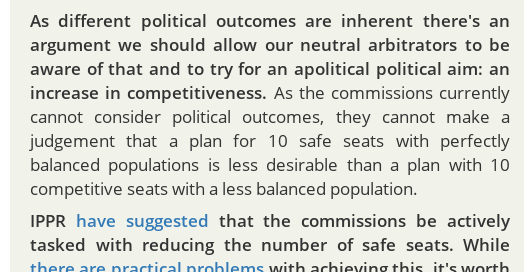 As different political outcomes are inherent there's an
argument we should allow our neutral arbitrators to be
aware of that and to try for an apolitical political aim: an
increase in competitiveness. As the commissions currently
cannot consider political outcomes, they cannot make a
judgement that a plan for 10 safe seats with perfectly
balanced populations is less desirable than a plan with 10
competitive seats with a less balanced population.
IPPR have suggested that the commissions be actively
tasked with reducing the number of safe seats. While
there are practical problems with achieving this, it's worth